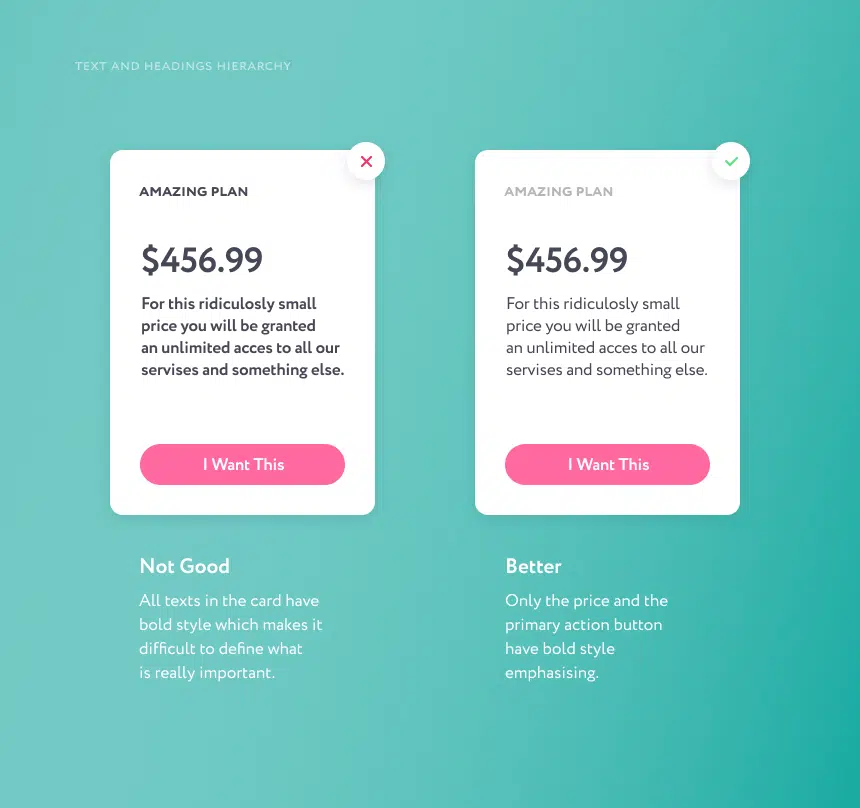 TEXT AND HEADINGS HIERARCHY
AMAZING PLAN
$456.99
For this ridiculosly small
price you will be granted
an unlimited acces to all our
servises and something else.
I Want This
Not Good
All texts in the card have
bold style which makes it
difficult to define what
is really important.
AMAZING PLAN
$456.99
For this ridiculosly small
price you will be granted
an unlimited acces to all our
servises and something else.
I Want This
Better
Only the price and the
primary action button
have bold style
emphasising.